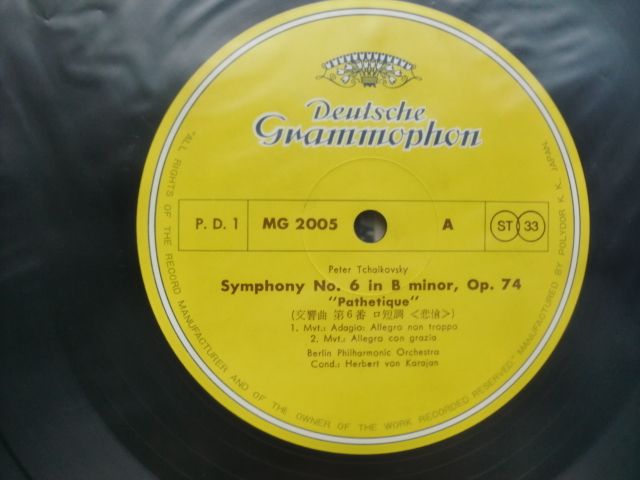 Deutsche
Grammophon
P. D. 1 MG 2005 A ST 33
Peter Tchaikovsky
Symphony No. 6 in B minor, Op. 74
"Pathetique"
(交響曲 第6番 ロ短調 <悲愴>)
1. Mvt.: Adagio: Allegro non troppo
2. Mvt.: Allegro con grazia
Berlin Philharmonic Orchestra
Cond.: Herbert von Karajan
"ALL RIGHTS OF THE RECORD MANUFACTURER AND OF THE OWNER OF THE WORK RECORDED RESERVED." MANUFACTURED BY POLYDOR K. K. JAPAN